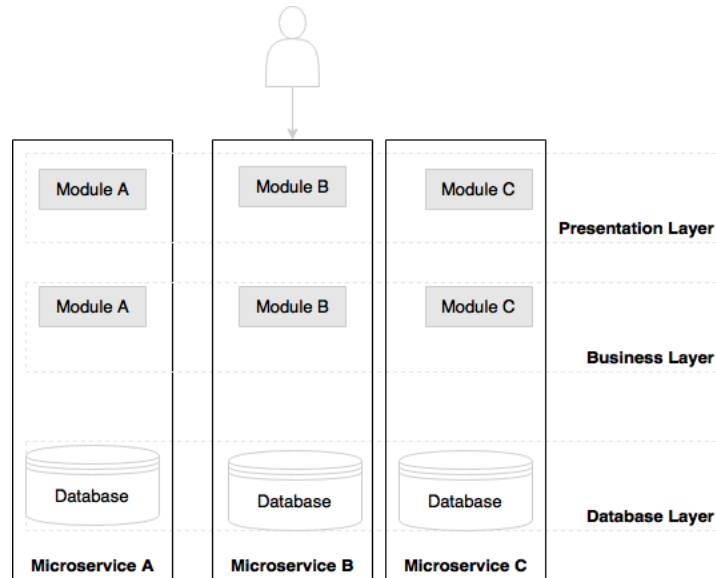 Module A
Module B
Module C
Presentation Layer
Module A
Module B
Module C
Business Layer
Database
Database
Database
Database Layer
Microservice A
Microservice B
Microservice C